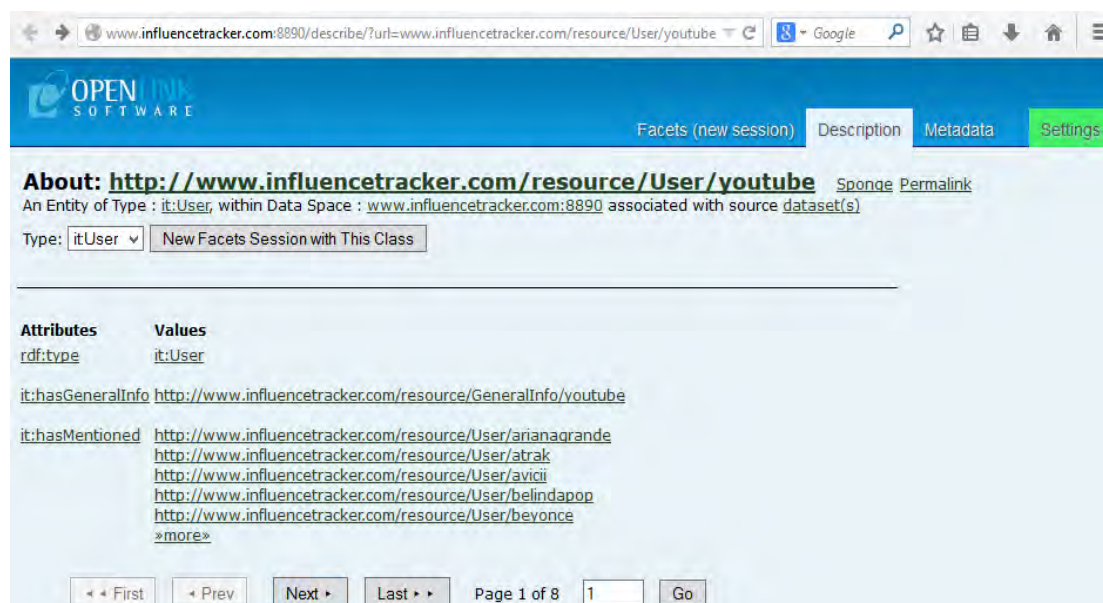 www.influencetracker.com:8890/describe/?url=www.influencetracker.com/resource/User/youtube
Google
OPENLINK
SOFTWARE
Facets (new session) Description Metadata Settings
About: http://www.influencetracker.com/resource/User/youtube Sponge Permalink
An Entity of Type : it:User, within Data Space : www.influencetracker.com:8890 associated with source dataset(s)
Type: itUser New Facets Session with This Class
Attributes Values
rdf:type it:User
it:hasGeneralInfo http://www.influencetracker.com/resource/GeneralInfo/youtube
it:hasMentioned http://www.influencetracker.com/resource/User/arianagrande
http://www.influencetracker.com/resource/User/atrak
http://www.influencetracker.com/resource/User/avicii
http://www.influencetracker.com/resource/User/belindapop
http://www.influencetracker.com/resource/User/beyonce
»more»
First Prev Next Last Page 1 of 8 1 Go